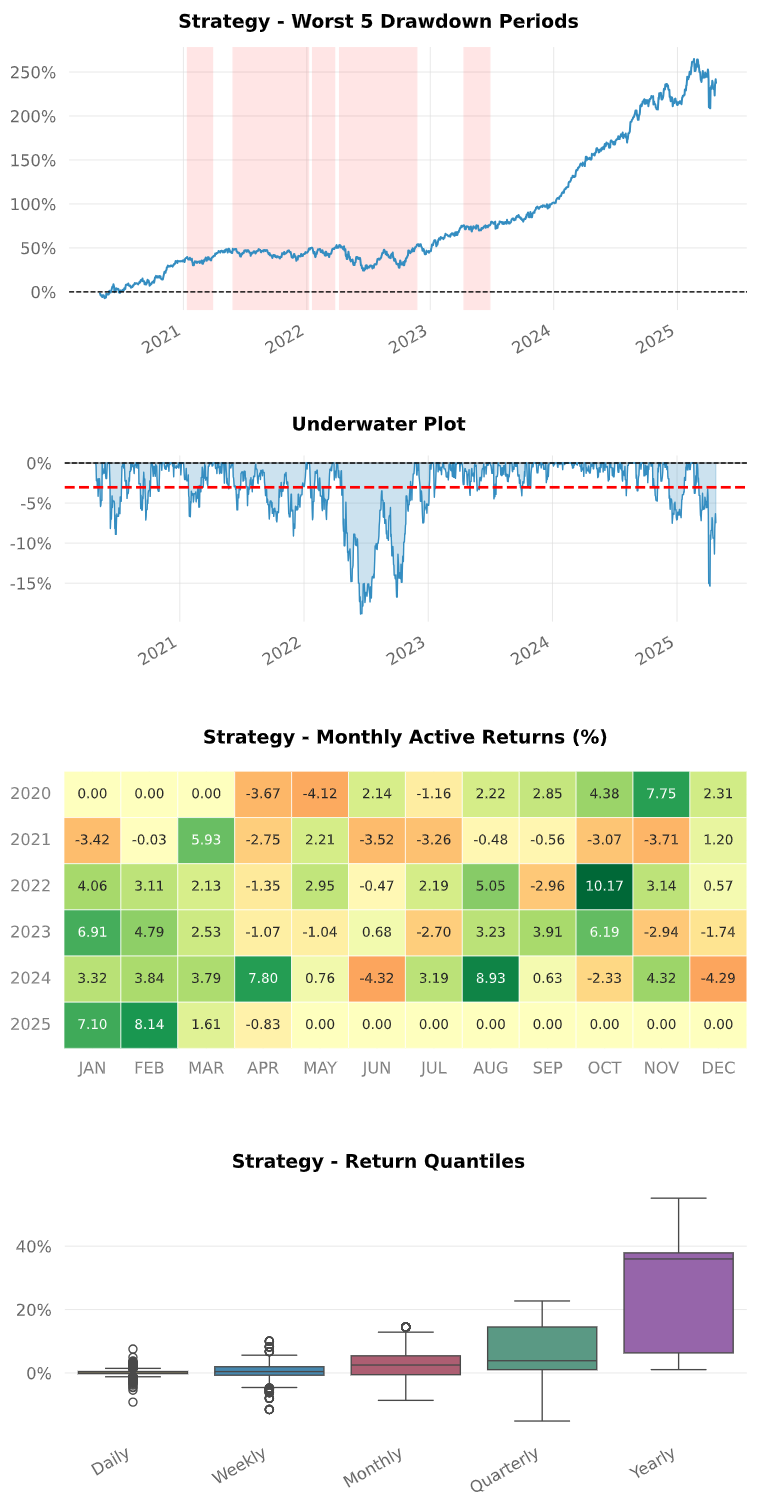 Strategy - Worst 5 Drawdown Periods
250%
200%
150%
100%
50%
0%
2021 2022 2023 2024 2025
Underwater Plot
0%
-5%
-10%
-15%
2021 2022 2023 2024 2025
Strategy - Monthly Active Returns (%)
2020 0.00 0.00 0.00 -3.67 -4.12 2.14 -1.16 2.22 2.85 4.38 7.75 2.31
2021 -3.42 -0.03 5.93 -2.75 2.21 -3.52 -3.26 -0.48 -0.56 -3.07 -3.71 1.20
2022 4.06 3.11 2.13 -1.35 2.95 -0.47 2.19 5.05 -2.96 10.17 3.14 0.57
2023 6.91 4.79 2.53 -1.07 -1.04 0.68 -2.70 3.23 3.91 6.19 -2.94 -1.74
2024 3.32 3.84 3.79 7.80 0.76 -4.32 3.19 8.93 0.63 -2.33 4.32 -4.29
2025 7.10 8.14 1.61 -0.83 0.00 0.00 0.00 0.00 0.00 0.00 0.00 0.00
JAN FEB MAR APR MAY JUN JUL AUG SEP OCT NOV DEC
Strategy - Return Quantiles
40%
20%
0%
Daily Weekly Monthly Quarterly Yearly